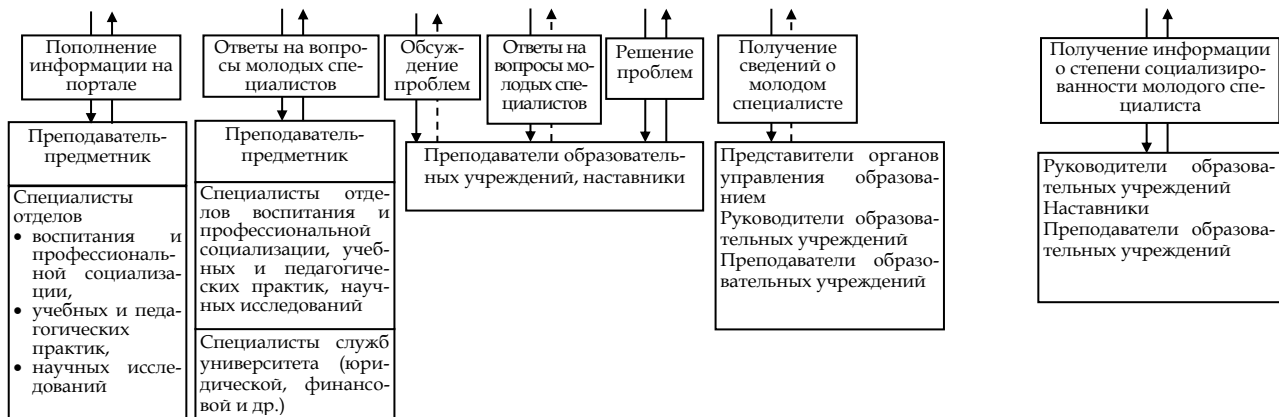 Пополнение
информации на
портале
Ответы на вопро-
сы молодых спе-
циалистов
Обсуж-
дение
проблем
Ответы на
вопросы мо-
лодых спе-
циалистов
Решение
проблем
Получение
сведений о
молодом
специалисте
Получение информации
о степени социализиро-
ванности молодого спе-
циалиста
Преподаватель-
предметник
Специалисты
отделов
• воспитания и
профессиональ-
ной социализа-
ции,
• учебных и педа-
гогических
практик,
• научных иссле-
дований
Преподаватель-
предметник
Специалисты отде-
лов воспитания и
профессиональной
социализации, учеб-
ных и педагогиче-
ских практик, науч-
ных исследований
Специалисты служб
университета (юри-
дической, финансо-
вой и др.)
Преподаватели образователь-
ных учреждений, наставники
Представители органов
управления образова-
нием
Руководители образова-
тельных учреждений
Преподаватели образо-
вательных учреждений
Руководители образова-
тельных учреждений
Наставники
Преподаватели образова-
тельных учреждений